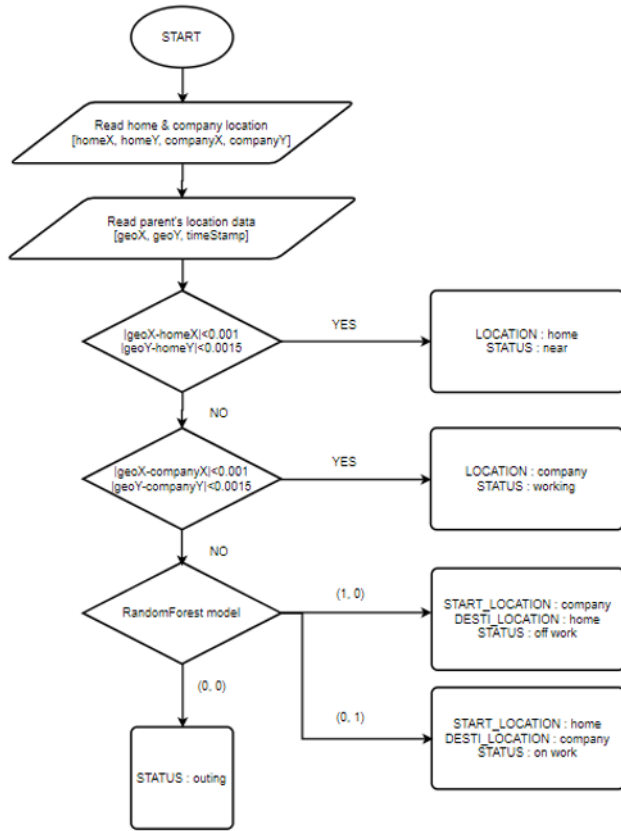 START
Read home & company location
[homeX, homeY, companyX, companyY]
Read parent's location data
[geoX, geoY, timeStamp]
|geoX-homeX|<0.001
|geoY-homeY|<0.0015
YES
LOCATION : home
STATUS : near
NO
|geoX-companyX|<0.001
|geoY-companyY|<0.0015
YES
LOCATION : company
STATUS : working
NO
RandomForest model
(1, 0)
START_LOCATION : company
DESTI_LOCATION : home
STATUS : off work
(0, 0)
(0, 1)
START_LOCATION : home
DESTI_LOCATION : company
STATUS : on work
STATUS : outing